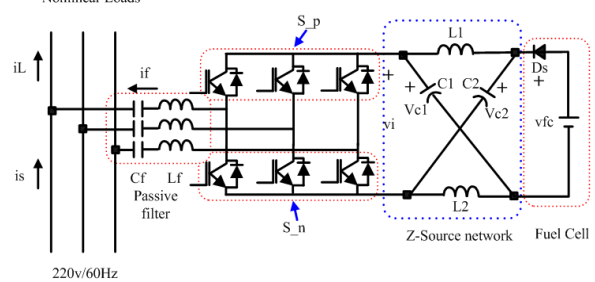 Nonlinear Loads
S_p
L1
iL
if
+
+ C1 C2 +
Ds
+
Vc1
Vc2
vi
vfc
is
Cf Lf
Passive
filter
S_n
L2
Z-Source network
Fuel Cell
220v/60Hz